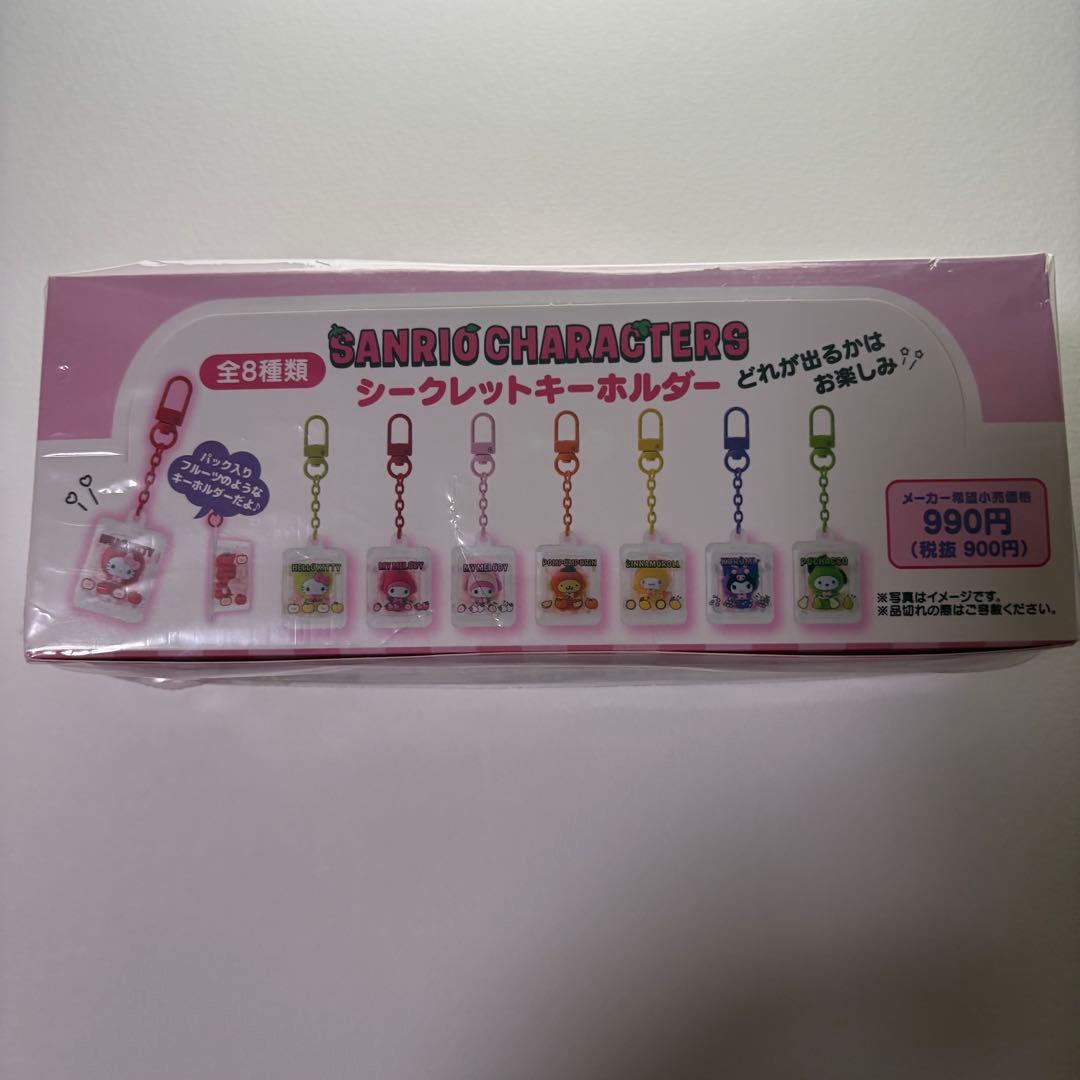 SANRIO CHARACTERS
全8種類
シークレットキーホルダー
どれが出るかは
お楽しみ
パック入り
フルーツのような
キーホルダーだよ♪
HELLO KITTY
MY MELODY
MY MELODY
POMPOMPURIN
CINNAMOROLL
KUROMI
POCHACCO
メーカー希望小売価格
990円
(税抜 900円)
※写真はイメージです。
※品切れの際はご容赦ください。